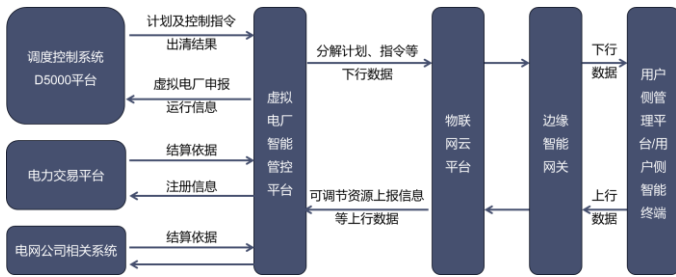 计划及控制指令
出清结果
调度控制系统
D5000平台
虚拟电厂申报
运行信息
电力交易平台
结算依据
注册信息
电网公司相关系统
结算依据
虚拟
电厂
智能
管控
平台
分解计划、指令等
下行数据
可调节资源上报信息
等上行数据
物联
网云
平台
边缘
智能
网关
下行
数据
上行
数据
用户
侧管
理平
台/用
户侧
智能
终端